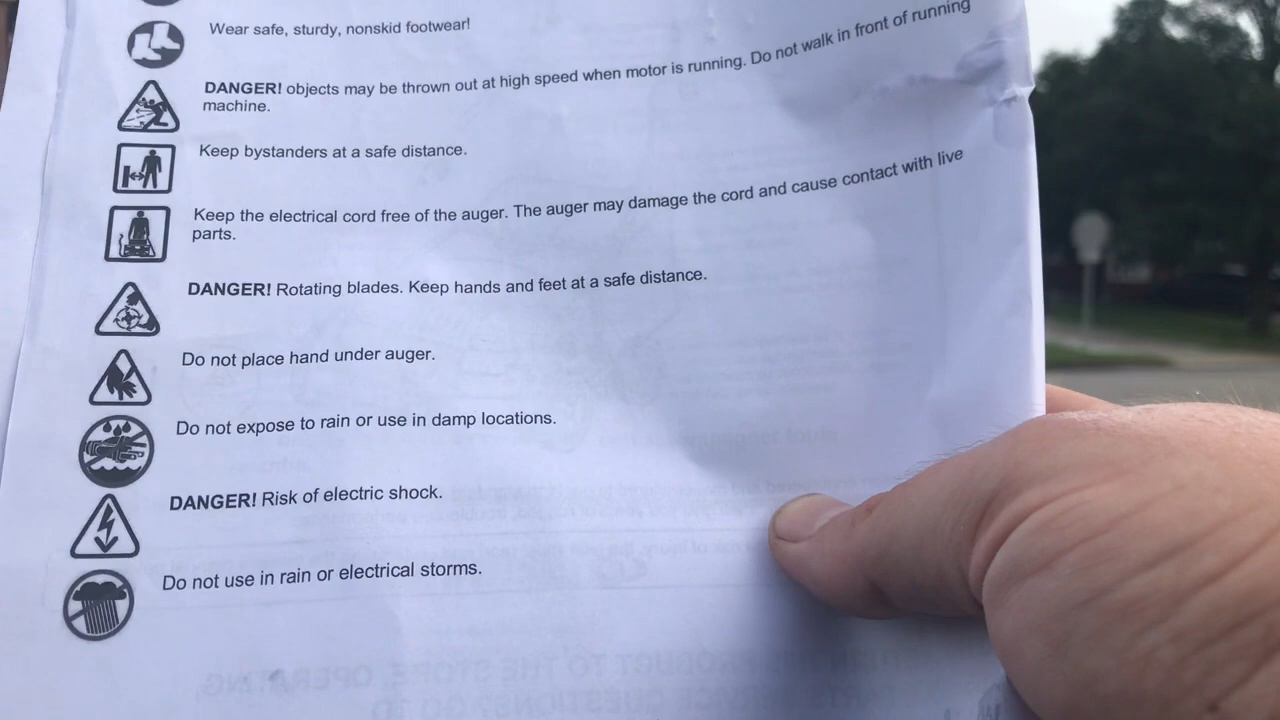 Wear safe, sturdy, nonskid footwear!
DANGER! objects may be thrown out at high speed when motor is running. Do not walk in front of running
machine.
Keep bystanders at a safe distance.
Keep the electrical cord free of the auger. The auger may damage the cord and cause contact with live
parts.
DANGER! Rotating blades. Keep hands and feet at a safe distance.
Do not place hand under auger.
Do not expose to rain or use in damp locations.
DANGER! Risk of electric shock.
Do not use in rain or electrical storms.